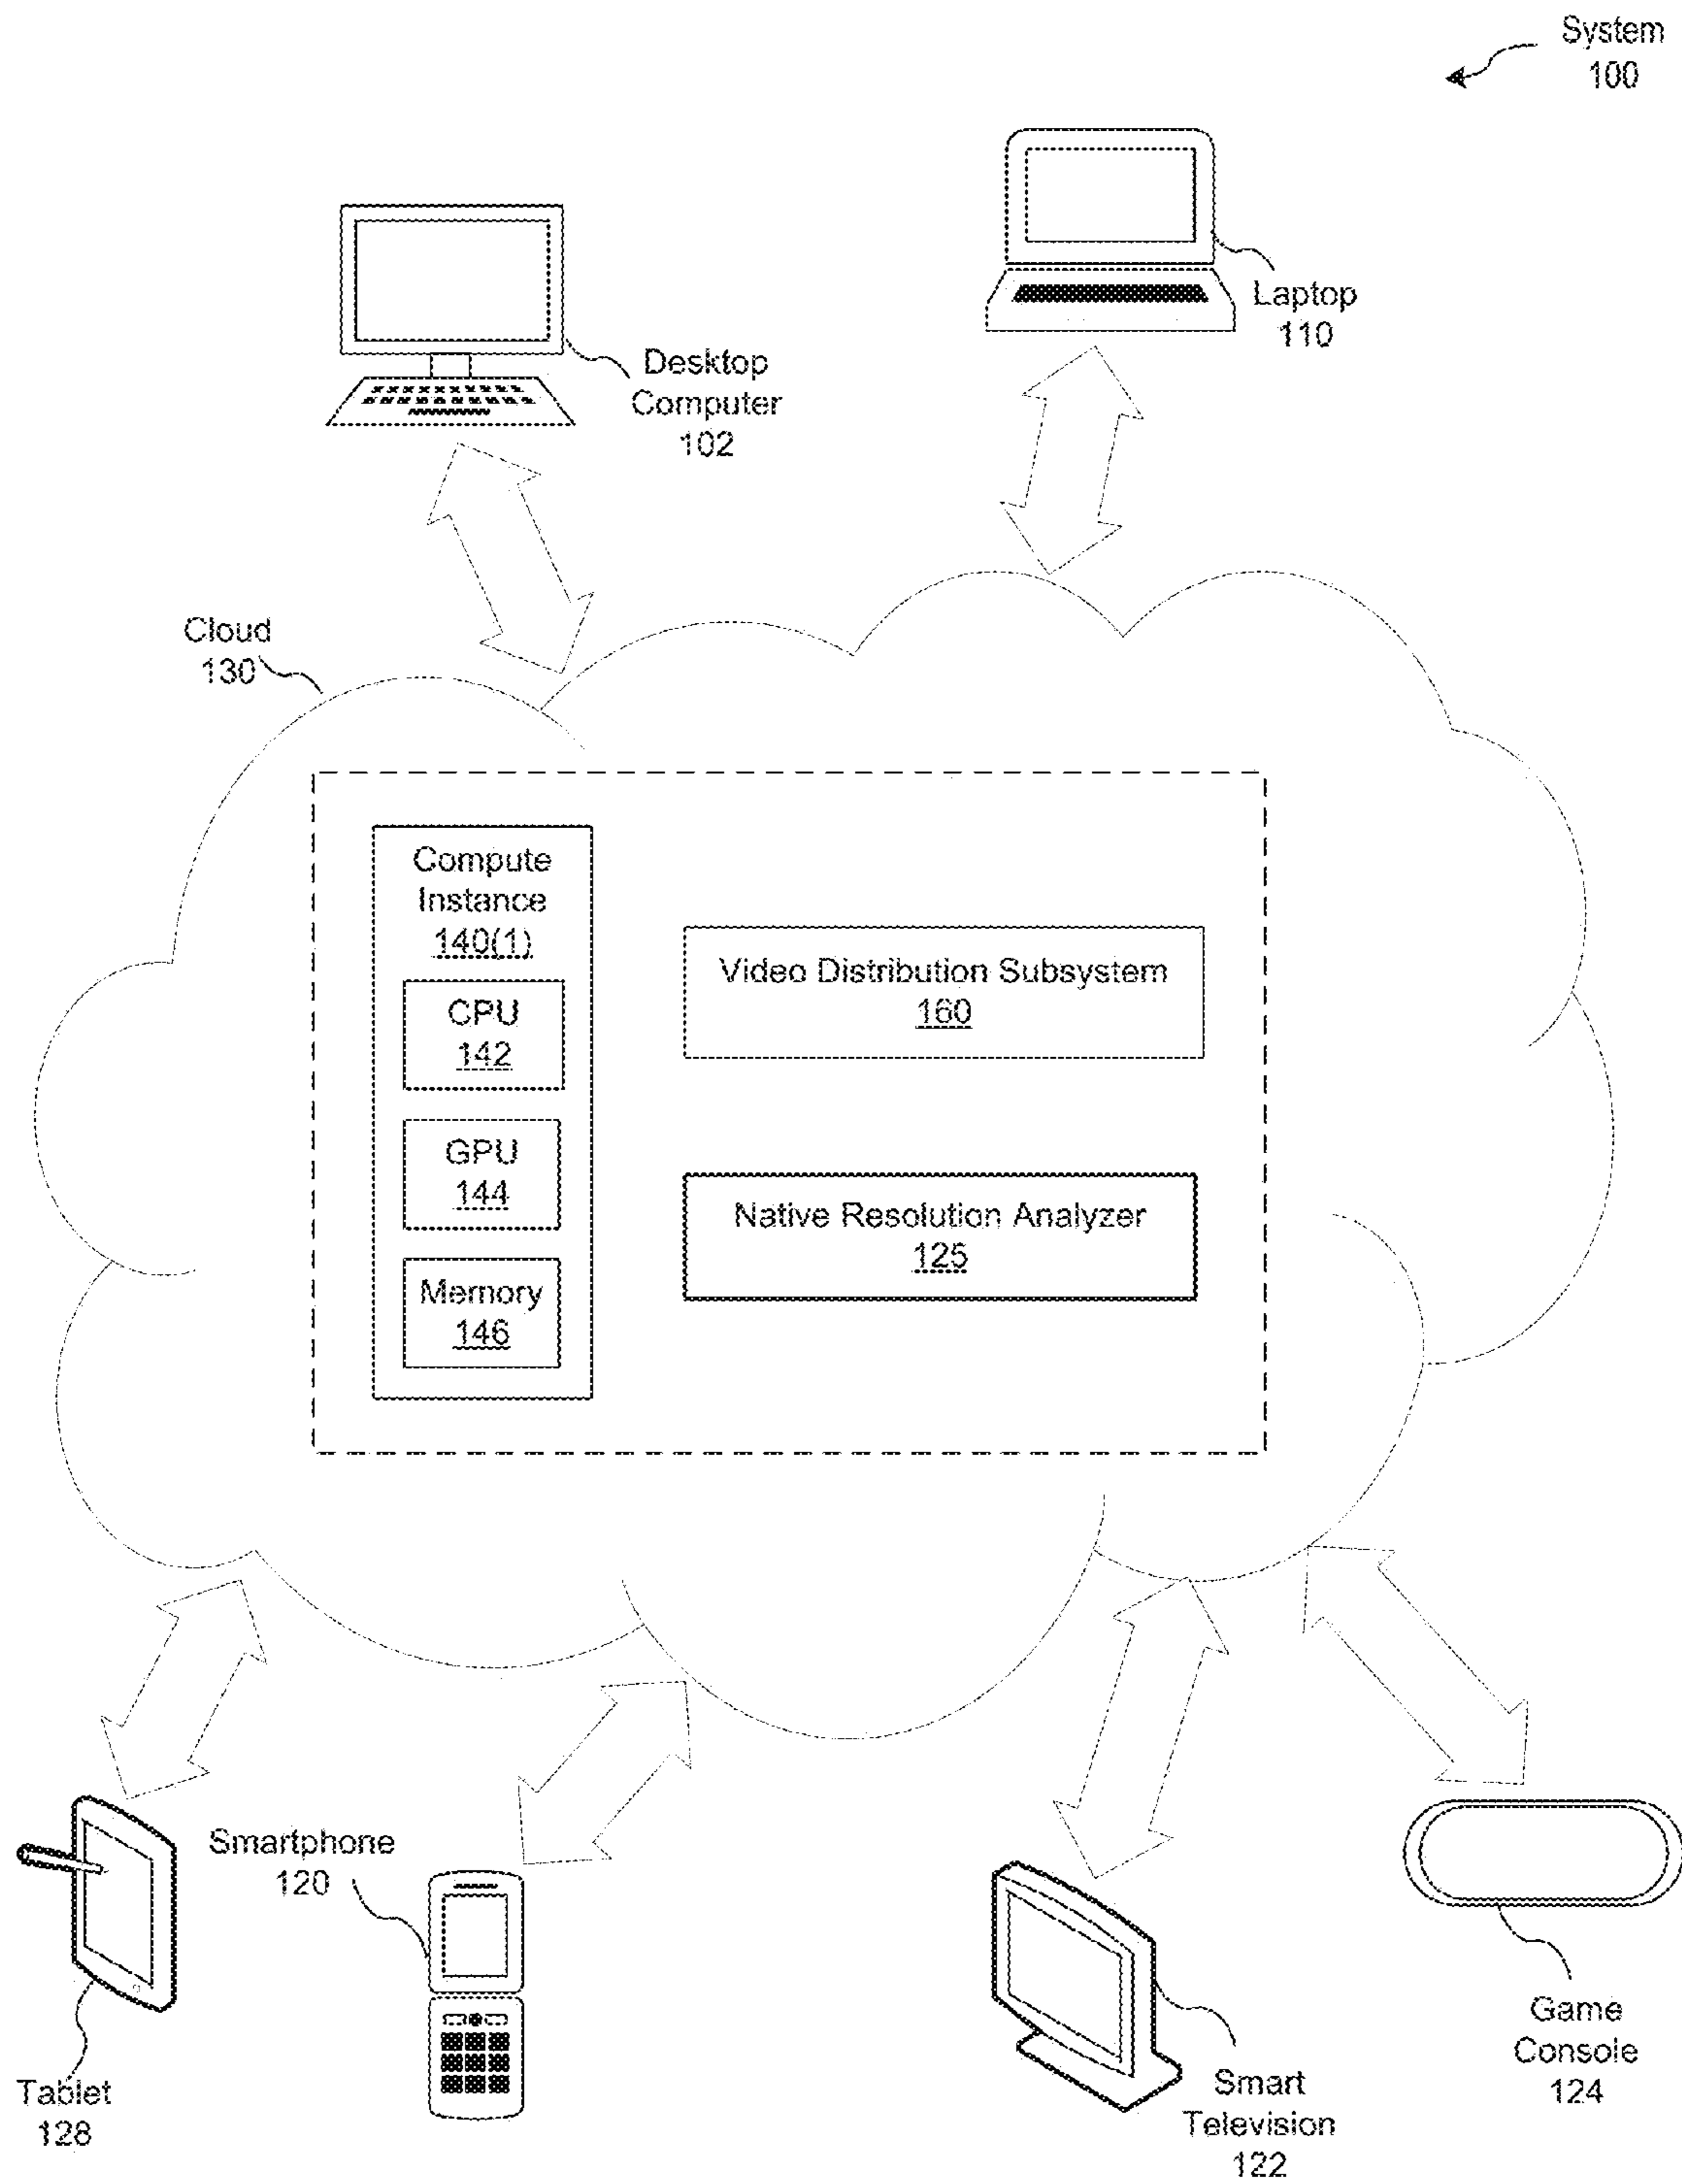 System
100
Laptop
110
Desktop
Computer
102
Cloud
130
Compute
Instance
140(1)
CPU
142
GPU
144
Memory
146
Video Distribution Subsystem
160
Native Resolution Analyzer
125
Smartphone
120
Tablet
128
Smart
Television
122
Game
Console
124